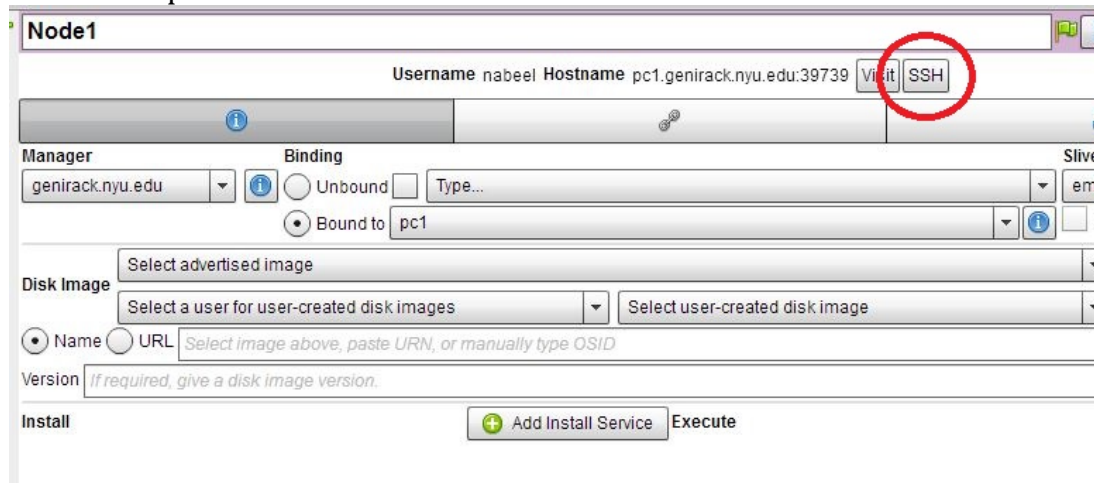 Node1
Username nabeel Hostname pc1.genirack.nyu.edu:39739 Visit SSH
Manager Binding
genirack.nyu.edu Unbound Type...
Bound to pc1
Select advertised image
Disk Image
Select a user for user-created disk images Select user-created disk image
Name URL Select image above, paste URN, or manually type OSID
Version If required, give a disk image version.
Install Add Install Service Execute